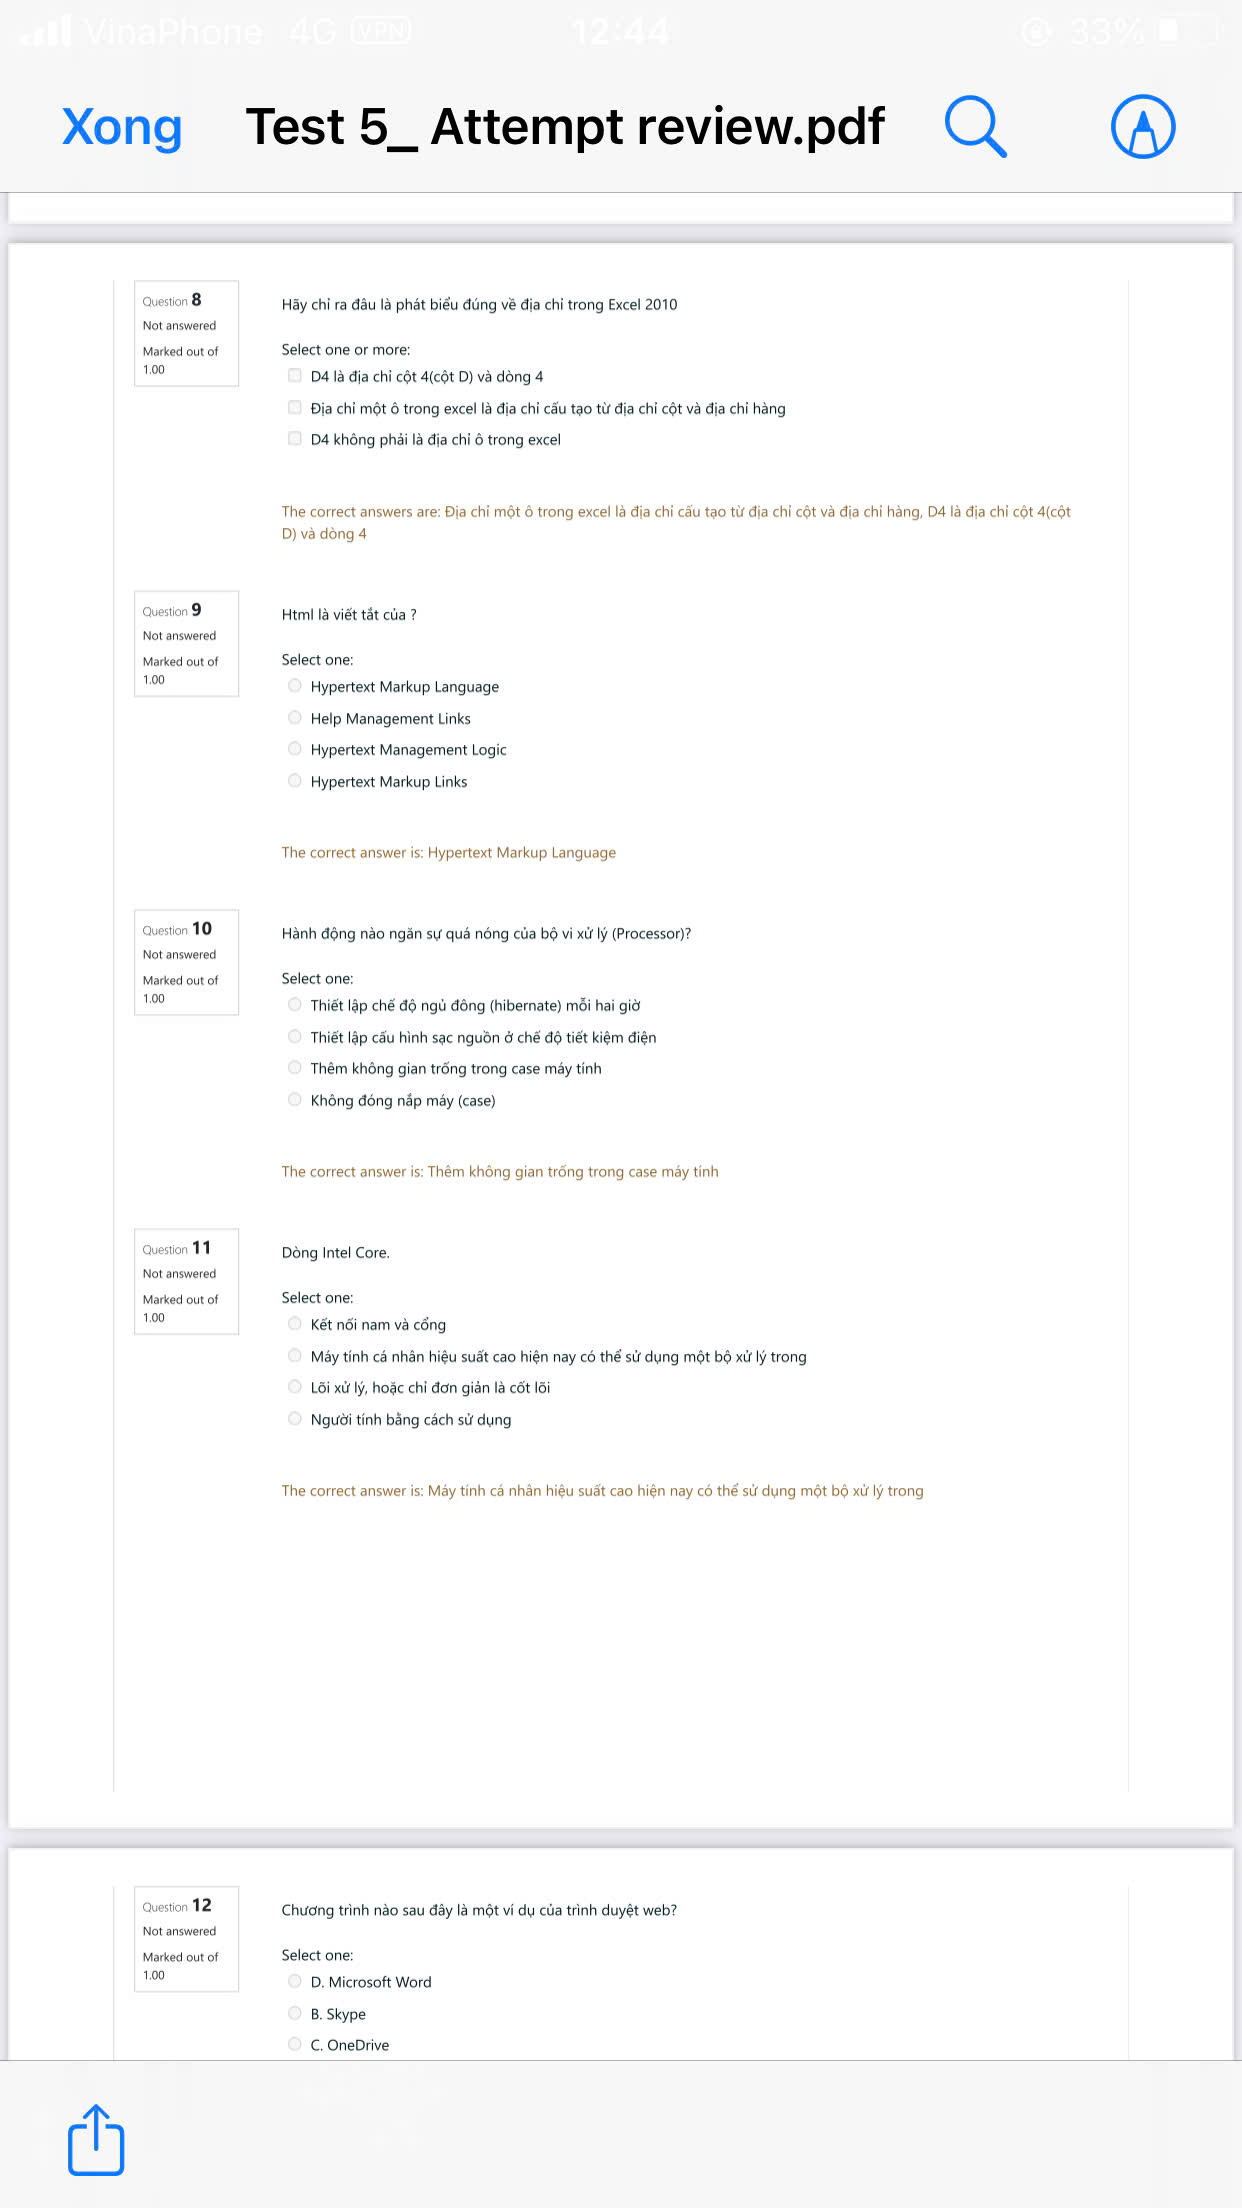 VinaPhone 4G VPN 12:44 33%
Xong Test 5_ Attempt review.pdf
Question 8
Not answered
Marked out of
1.00
Hãy chỉ ra đâu là phát biểu đúng về địa chỉ trong Excel 2010
Select one or more:
D4 là địa chỉ cột 4(cột D) và dòng 4
Địa chỉ một ô trong excel là địa chỉ cấu tạo từ địa chỉ cột và địa chỉ hàng
D4 không phải là địa chỉ ô trong excel
The correct answers are: Địa chỉ một ô trong excel là địa chỉ cấu tạo từ địa chỉ cột và địa chỉ hàng, D4 là địa chỉ cột 4(cột
D) và dòng 4
Question 9
Not answered
Marked out of
1.00
Html là viết tắt của ?
Select one:
Hypertext Markup Language
Help Management Links
Hypertext Management Logic
Hypertext Markup Links
The correct answer is: Hypertext Markup Language
Question 10
Not answered
Marked out of
1.00
Hành động nào ngăn sự quá nóng của bộ vi xử lý (Processor)?
Select one:
Thiết lập chế độ ngủ đông (hibernate) mỗi hai giờ
Thiết lập cấu hình sạc nguồn ở chế độ tiết kiệm điện
Thêm không gian trống trong case máy tính
Không đóng nắp máy (case)
The correct answer is: Thêm không gian trống trong case máy tính
Question 11
Not answered
Marked out of
1.00
Dòng Intel Core.
Select one:
Kết nối nam và cổng
Máy tính cá nhân hiệu suất cao hiện nay có thể sử dụng một bộ xử lý trong
Lõi xử lý, hoặc chỉ đơn giản là cốt lõi
Người tính bằng cách sử dụng
The correct answer is: Máy tính cá nhân hiệu suất cao hiện nay có thể sử dụng một bộ xử lý trong
Question 12
Not answered
Marked out of
1.00
Chương trình nào sau đây là một ví dụ của trình duyệt web?
Select one:
D. Microsoft Word
B. Skype
C. OneDrive